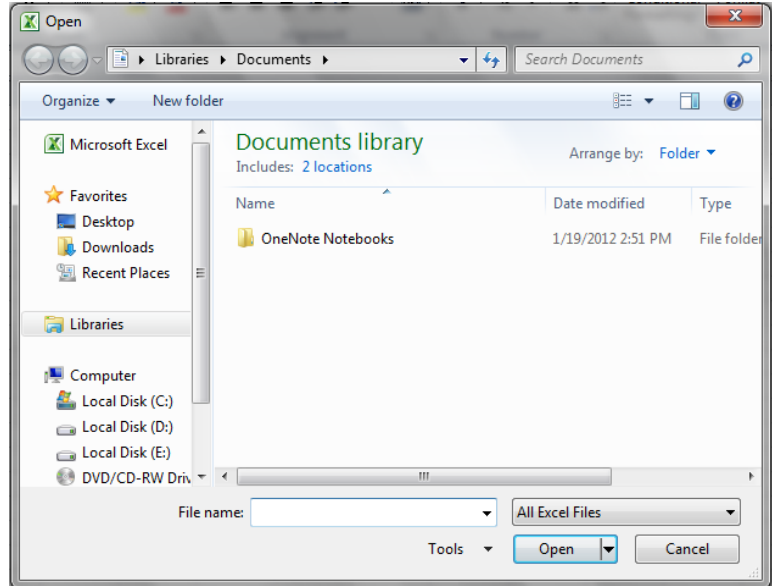 Open
Libraries Documents Search Documents
Organize New folder
Microsoft Excel
Favorites
Desktop
Downloads
Recent Places
Libraries
Computer
Local Disk (C:)
Local Disk (D:)
Local Disk (E:)
DVD/CD-RW Driv
Documents library
Includes: 2 locations
Arrange by: Folder
Name Date modified Type
OneNote Notebooks 1/19/2012 2:51 PM File folder
File name: All Excel Files
Tools Open Cancel